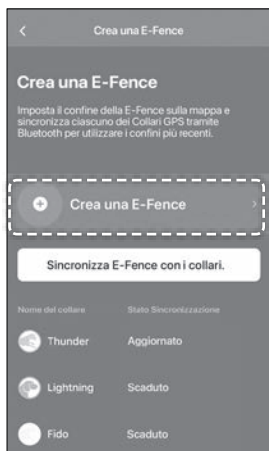 Crea una E-Fence
Crea una E-Fence
Imposta il confine della E-Fence sulla mappa e
sincronizza ciascuno dei Collari GPS tramite
Bluetooth per utilizzare i confini più recenti.
Crea una E-Fence
Sincronizza E-Fence con i collari.
Nome del collare Stato Sincronizzazione
Thunder Aggiornato
Lightning Scaduto
Fido Scaduto